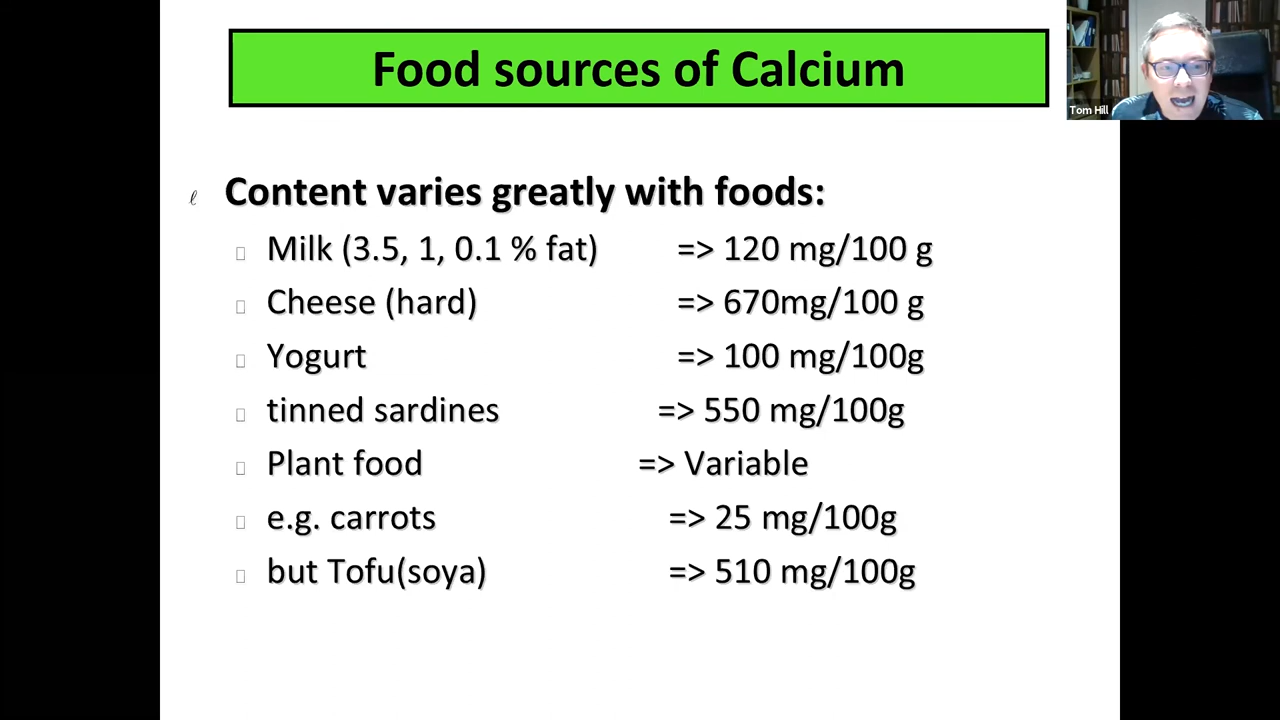 Food sources of Calcium
Tom Hill
Content varies greatly with foods:
Milk (3.5, 1, 0.1 % fat) => 120 mg/100 g
Cheese (hard) => 670mg/100 g
Yogurt => 100 mg/100g
tinned sardines => 550 mg/100g
Plant food => Variable
e.g. carrots => 25 mg/100g
but Tofu(soya) => 510 mg/100g